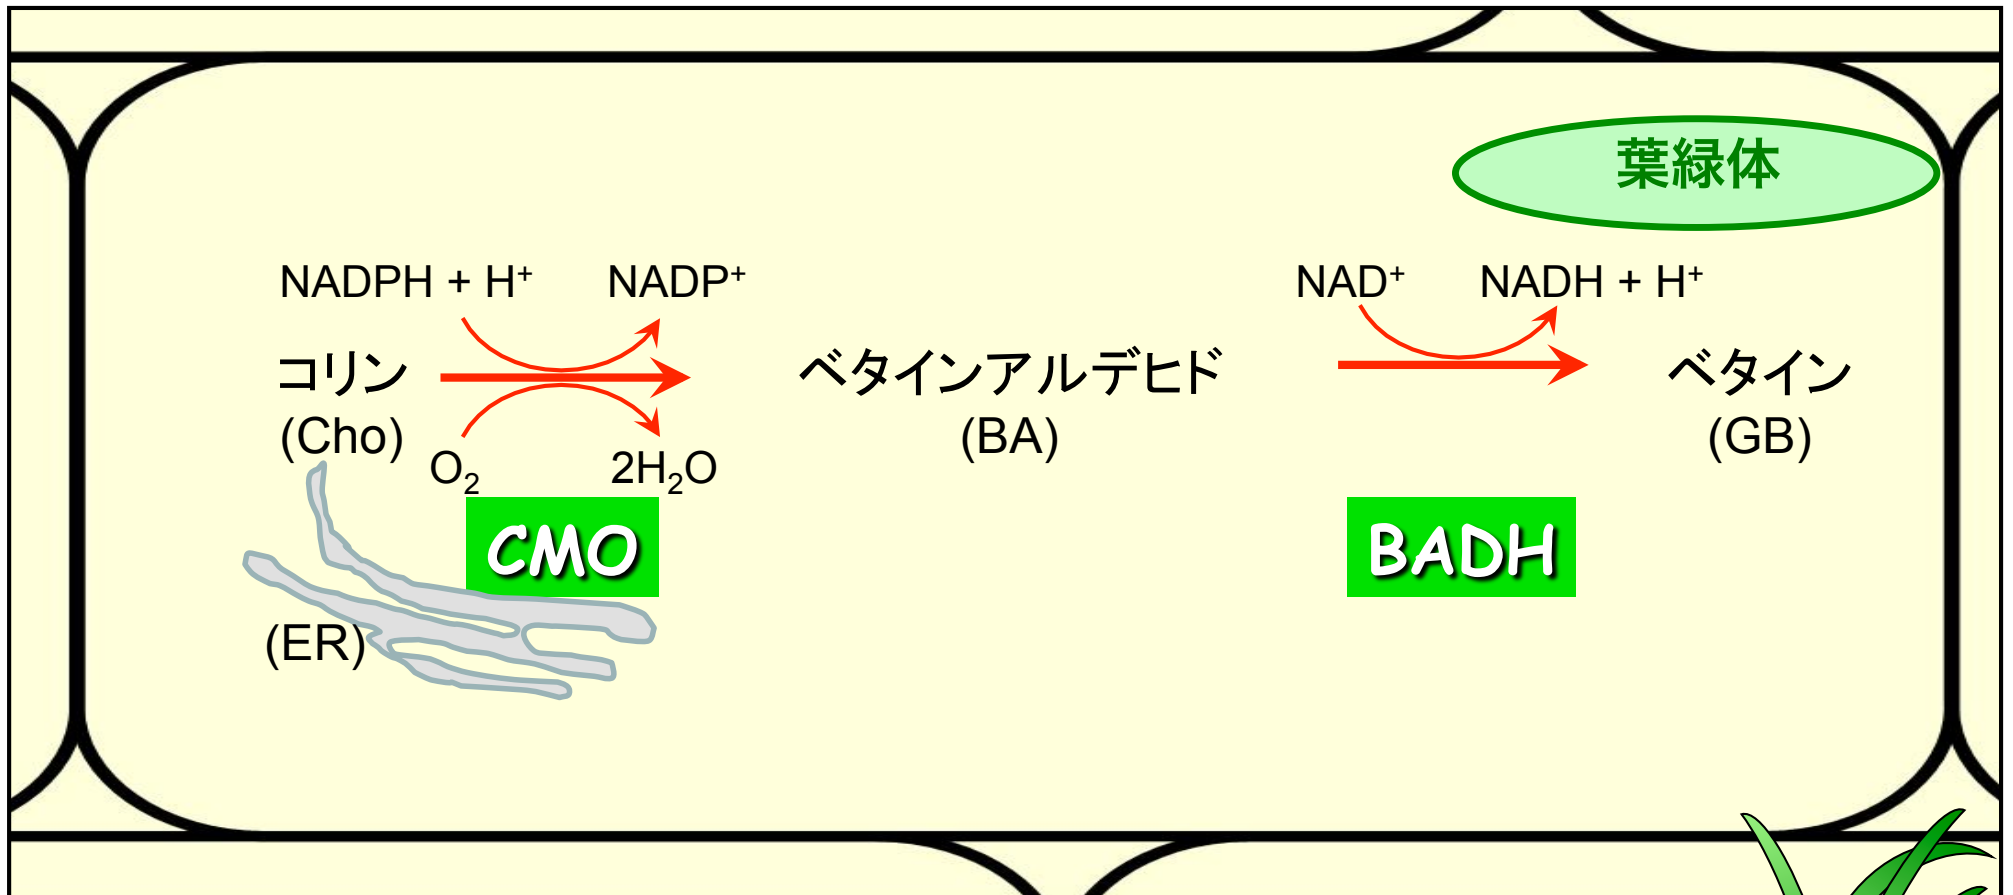 葉緑体
NADPH + H⁺ NADP⁺ NAD⁺ NADH + H⁺
コリン ベタインアルデヒド ベタイン
(Cho) (BA) (GB)
O₂ 2H₂O
CMO BADH
(ER)